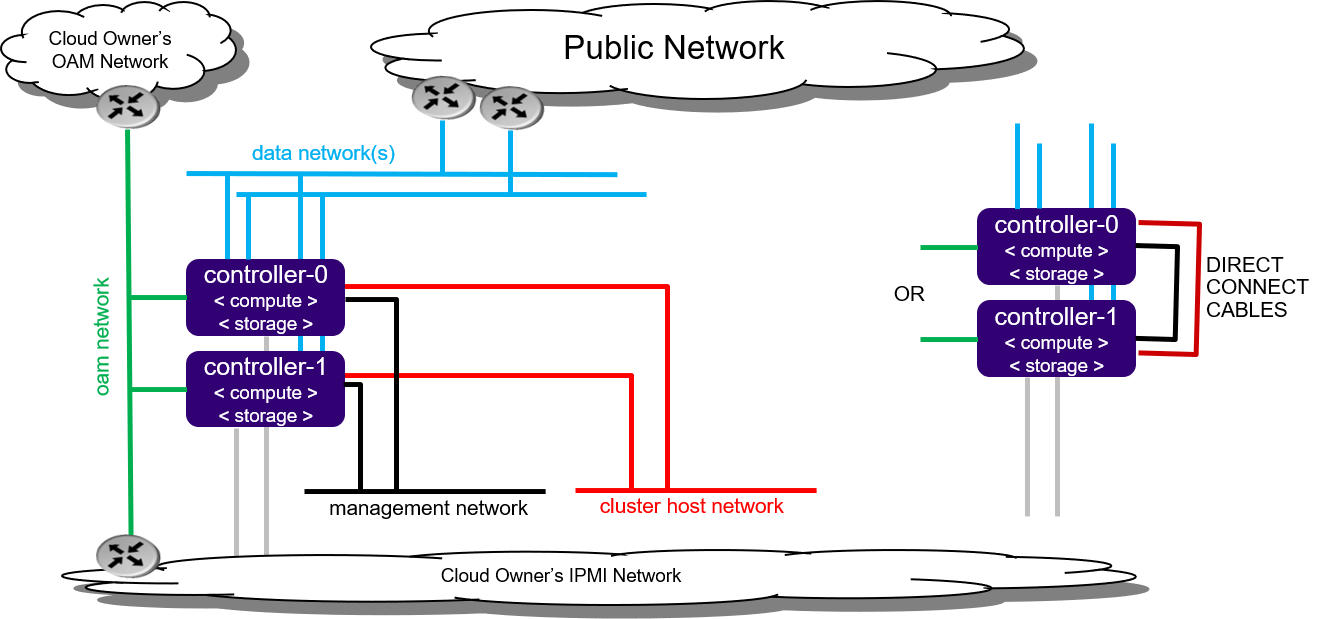 Cloud Owner’s
OAM Network
Public Network
data network(s)
oam network
controller-0
< compute >
< storage >
controller-1
< compute >
< storage >
management network
cluster host network
OR
controller-0
< compute >
< storage >
controller-1
< compute >
< storage >
DIRECT
CONNECT
CABLES
Cloud Owner’s IPMI Network